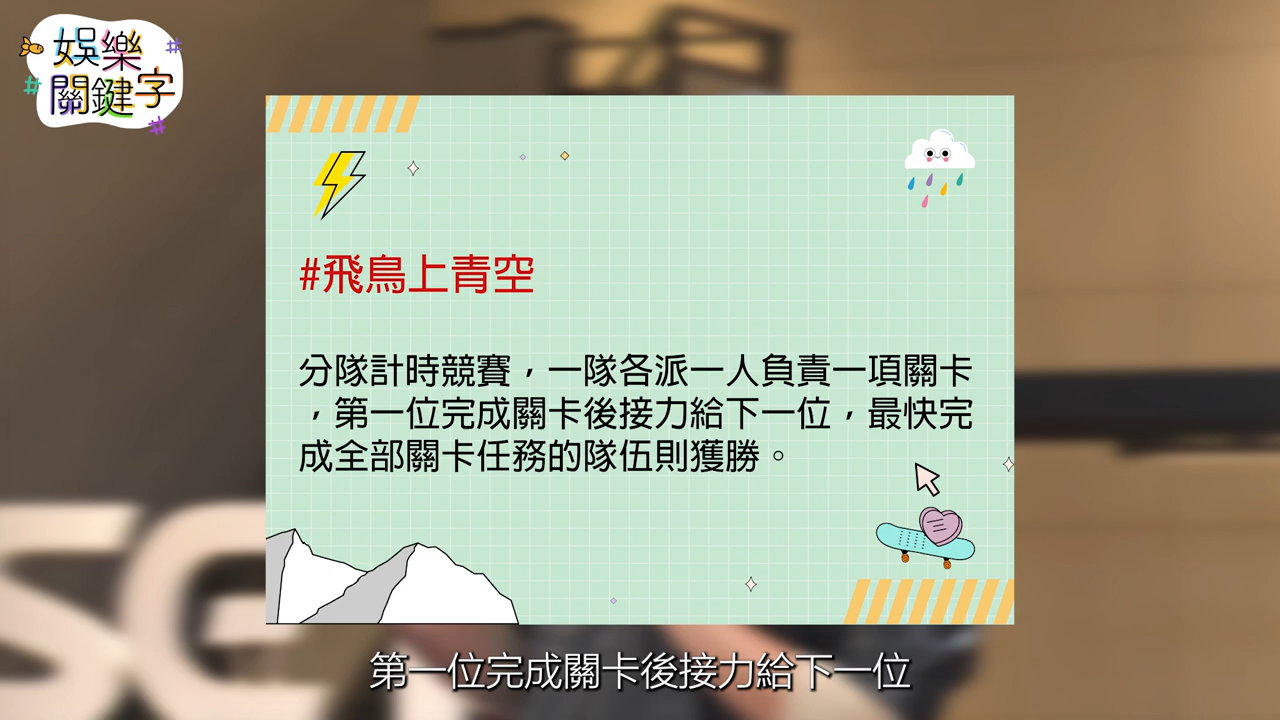 娛樂
關鍵字
#飛鳥上青空
分隊計時競賽，一隊各派一人負責一項關卡
，第一位完成關卡後接力給下一位，最快完
成全部關卡任務的隊伍則獲勝。
第一位完成關卡後接力給下一位